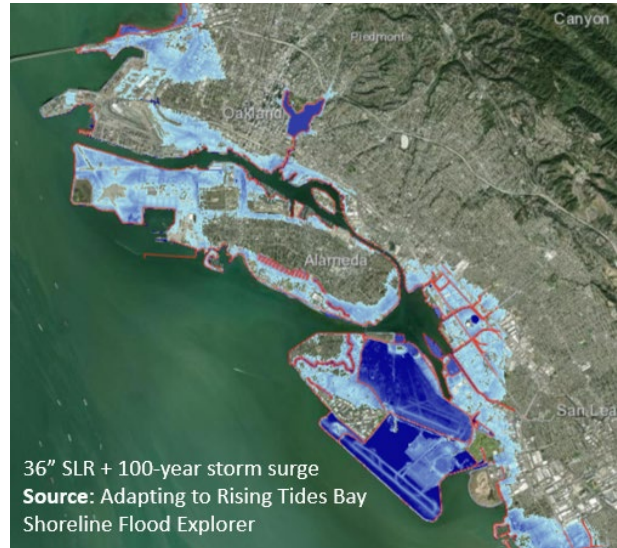 Canyon
Piedmont
Oakland
Alameda
San Lea
36” SLR + 100-year storm surge
Source: Adapting to Rising Tides Bay
Shoreline Flood Explorer